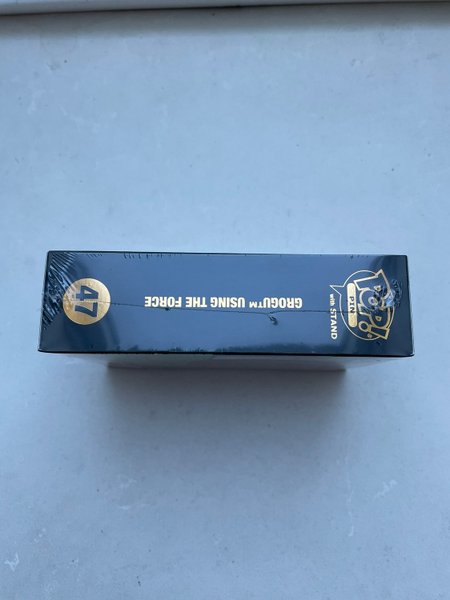 POP!
PIN
with STAND
GROGU™ USING THE FORCE
47